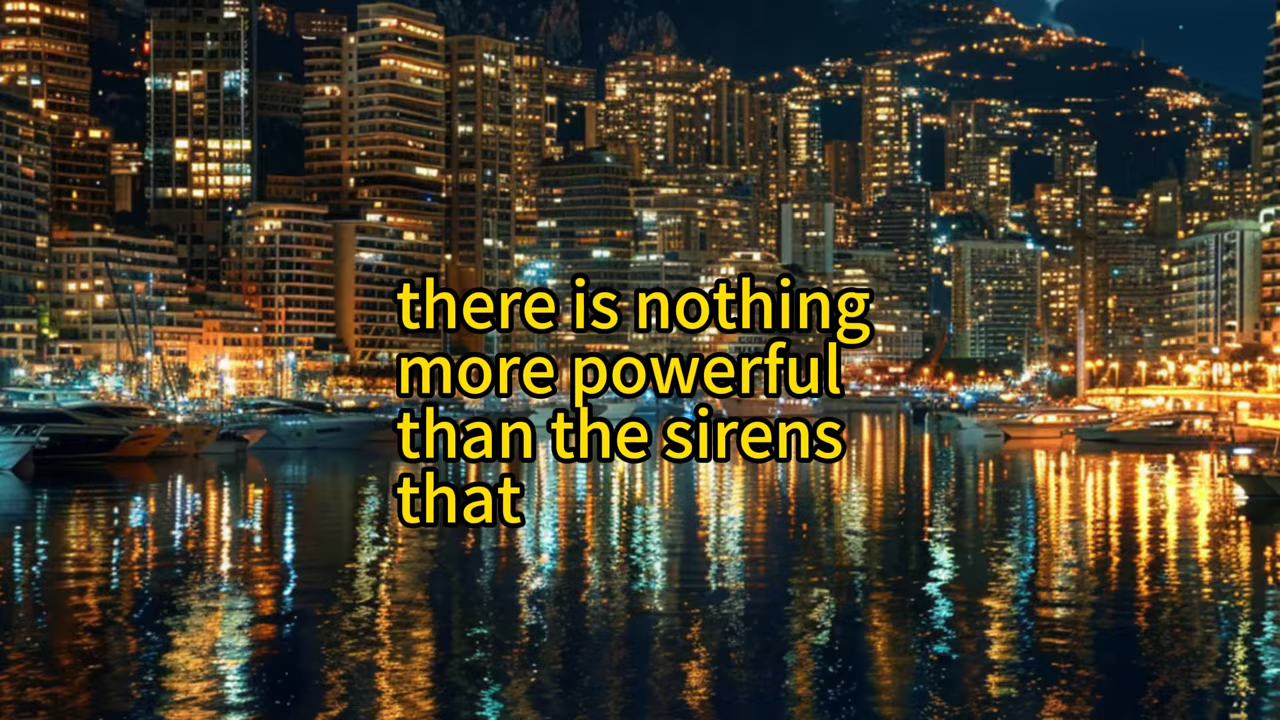 there is nothing
more powerful
than the sirens
that